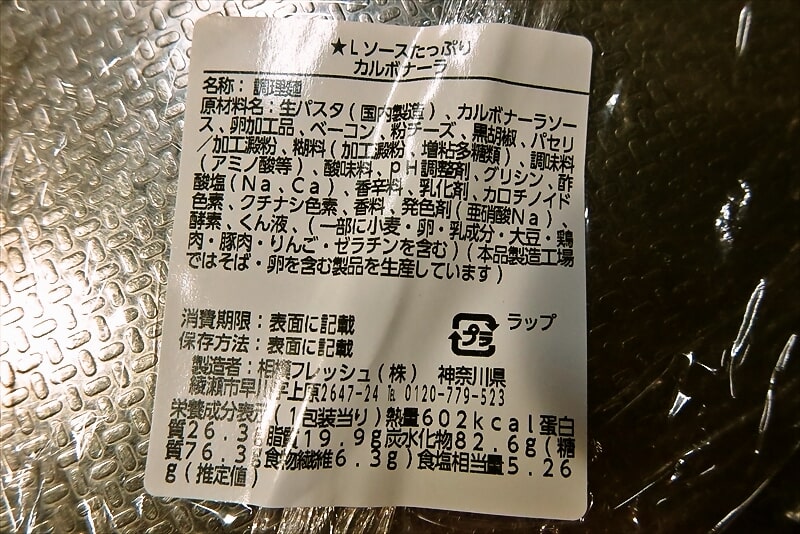 ★Lソースたっぷり
カルボナーラ
名称：調理麺
原材料名：生パスタ（国内製造）、カルボナーラソー
ス、卵加工品、ベーコン、粉チーズ、黒胡椒、パセリ
／加工澱粉、糊料（加工澱粉、増粘多糖類）、調味料
（アミノ酸等）、酸味料、ｐＨ調整剤、グリシン、酢
酸塩（Ｎａ、Ｃａ）、香辛料、乳化剤、カロチノイド
色素、クチナシ色素、香料、発色剤（亜硝酸Ｎａ）、
酵素、くん液、（一部に小麦・卵・乳成分・大豆・鶏
肉・豚肉・りんご・ゼラチンを含む）（本品製造工場
ではそば・卵を含む製品を生産しています）
消費期限：表面に記載
保存方法：表面に記載
プラ ラップ
製造者：相模フレッシュ（株） 神奈川県
綾瀬市早川字上原2647-24 ℡ 0120-779-523
栄養成分表示（１包装当り）熱量６０２ｋｃａｌ蛋白
質２６．３ｇ脂質１９．９ｇ炭水化物８２．６ｇ（糖
質７６．３ｇ食物繊維６．３ｇ）食塩相当量５．２６
ｇ（推定値）